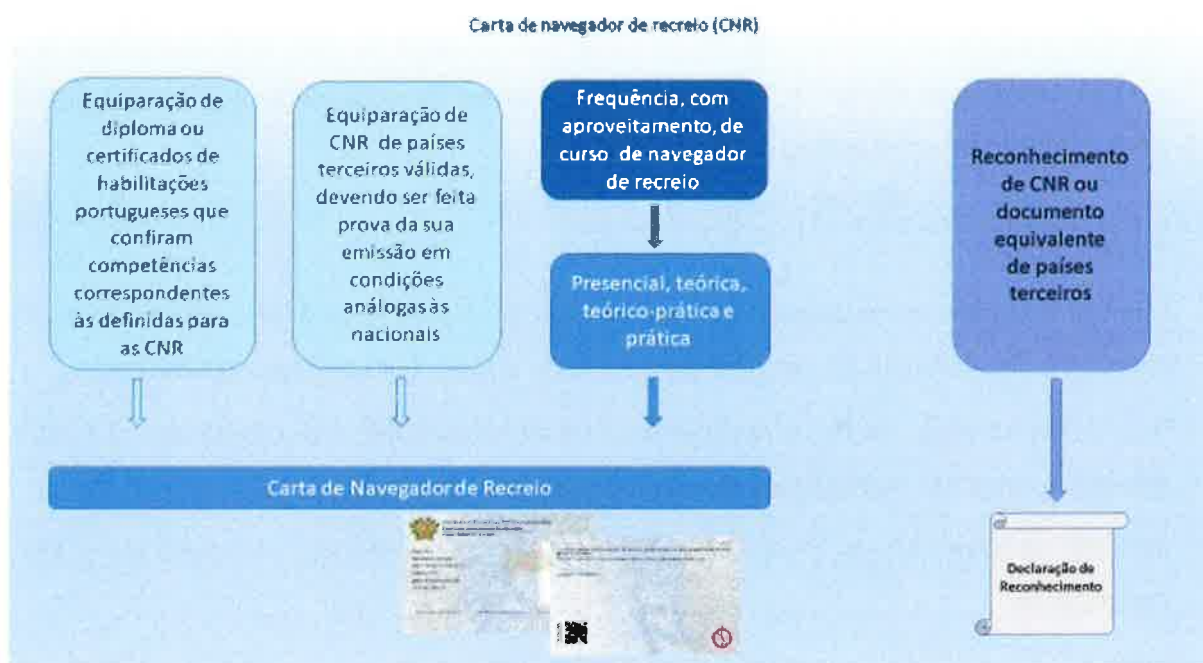 Carta de navegador de recreio (CNR)
Equiparação de
diploma ou
certificados de
habilitações
portugueses que
confiram
competências
correspondentes
às definidas para
as CNR
Equiparação de
CNR de países
terceiros válidas,
devendo ser feita
prova da sua
emissão em
condições
análogas às
nacionais
Frequência, com
aproveitamento, de
curso de navegador
de recreio
Presencial, teórica,
teórico-prática e
prática
Reconhecimento
de CNR ou
documento
equivalente
de países
terceiros
Carta de Navegador de Recreio
Declaração de
Reconhecimento